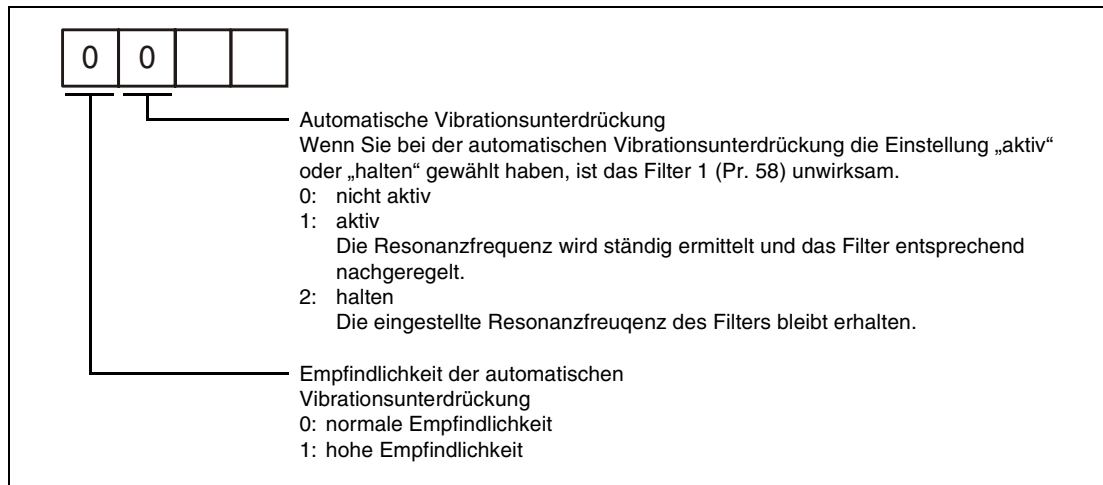 0 0
Automatische Vibrationsunterdrückung
Wenn Sie bei der automatischen Vibrationsunterdrückung die Einstellung „aktiv“
oder „halten“ gewählt haben, ist das Filter 1 (Pr. 58) unwirksam.
0: nicht aktiv
1: aktiv
Die Resonanzfrequenz wird ständig ermittelt und das Filter entsprechend
nachgeregelt.
2: halten
Die eingestellte Resonanzfreuqenz des Filters bleibt erhalten.
Empfindlichkeit der automatischen
Vibrationsunterdrückung
0: normale Empfindlichkeit
1: hohe Empfindlichkeit